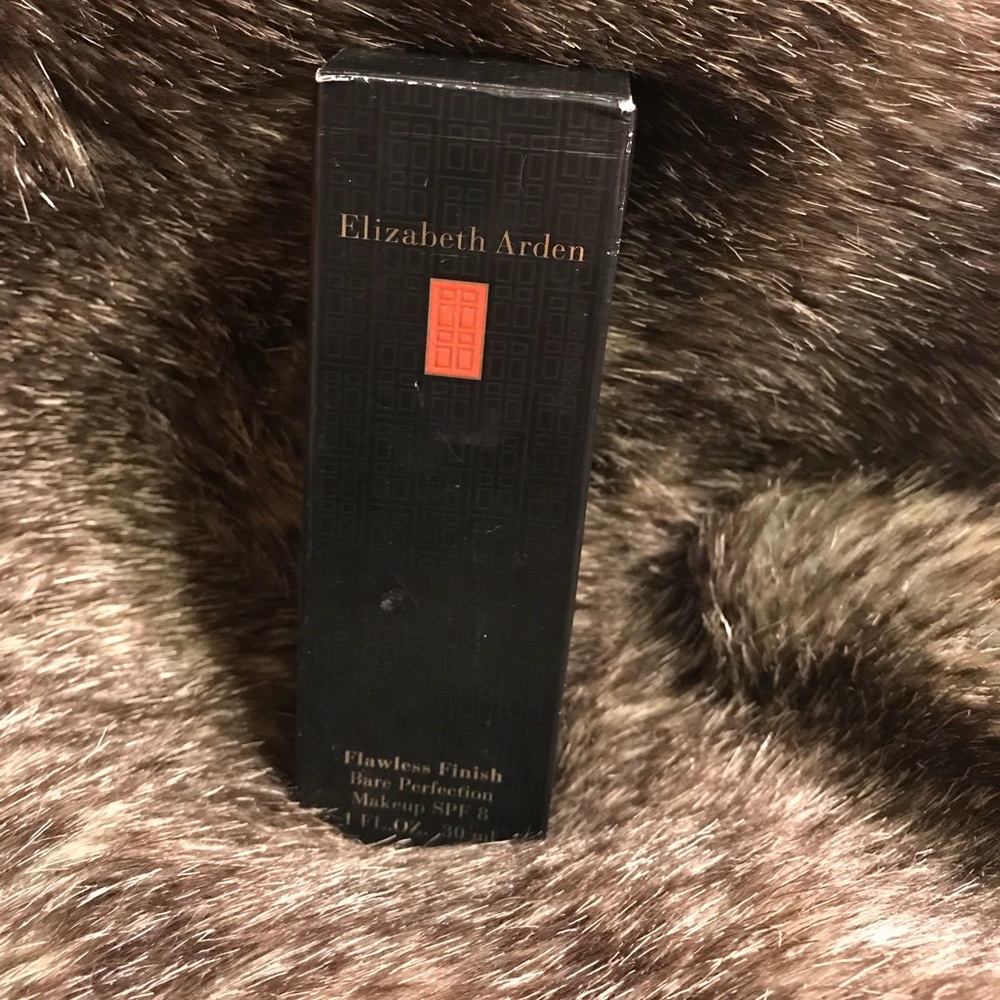 Elizabeth Arden
Flawless Finish
Bare Perfection
Makeup SPF 8
1 FL.OZ. 30 mL